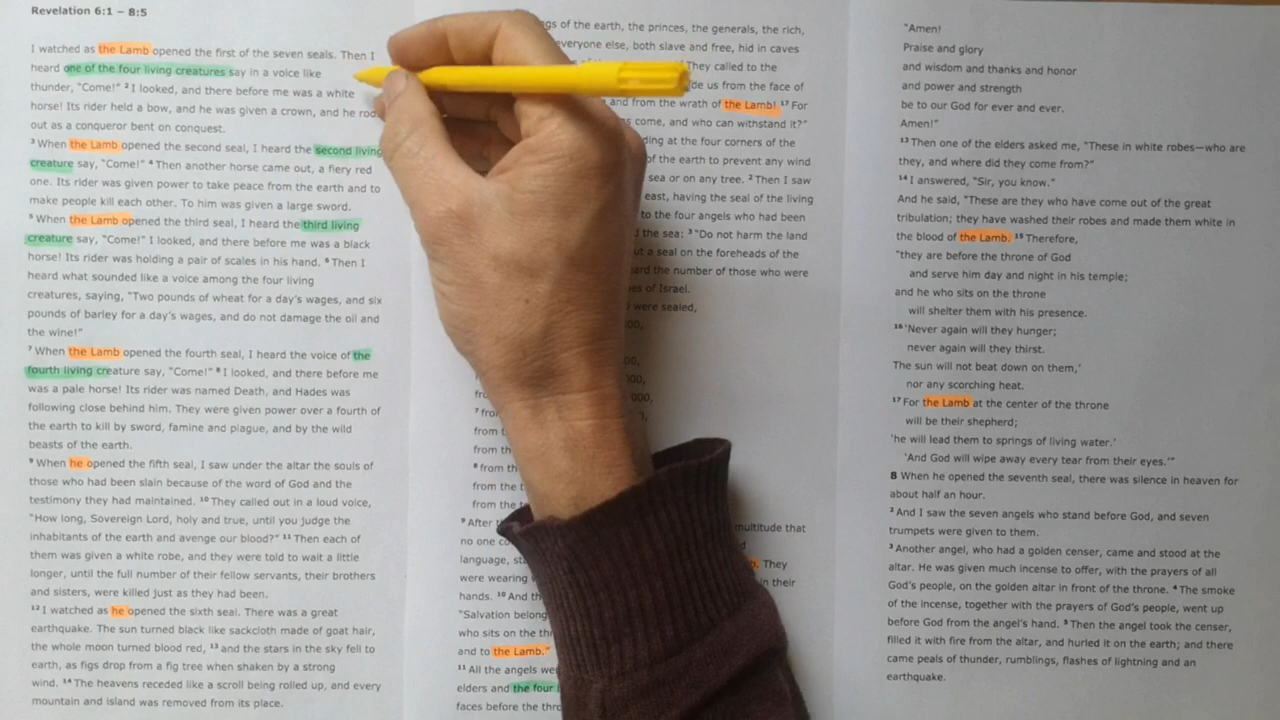 Revelation 6:1 – 8:5
I watched as the Lamb opened the first of the seven seals. Then I
heard one of the four living creatures say in a voice like
thunder, "Come!" ² I looked, and there before me was a white
horse! Its rider held a bow, and he was given a crown, and he rode
out as a conqueror bent on conquest.
³ When the Lamb opened the second seal, I heard the second living
creature say, "Come!" ⁴ Then another horse came out, a fiery red
one. Its rider was given power to take peace from the earth and to
make people kill each other. To him was given a large sword.
⁵ When the Lamb opened the third seal, I heard the third living
creature say, "Come!" I looked, and there before me was a black
horse! Its rider was holding a pair of scales in his hand. ⁶ Then I
heard what sounded like a voice among the four living
creatures, saying, "Two pounds of wheat for a day's wages, and six
pounds of barley for a day's wages, and do not damage the oil and
the wine!"
⁷ When the Lamb opened the fourth seal, I heard the voice of the
fourth living creature say, "Come!" ⁸ I looked, and there before me
was a pale horse! Its rider was named Death, and Hades was
following close behind him. They were given power over a fourth of
the earth to kill by sword, famine and plague, and by the wild
beasts of the earth.
⁹ When he opened the fifth seal, I saw under the altar the souls of
those who had been slain because of the word of God and the
testimony they had maintained. ¹⁰ They called out in a loud voice,
"How long, Sovereign Lord, holy and true, until you judge the
inhabitants of the earth and avenge our blood?" ¹¹ Then each of
them was given a white robe, and they were told to wait a little
longer, until the full number of their fellow servants, their brothers
and sisters, were killed just as they had been.
¹² I watched as he opened the sixth seal. There was a great
earthquake. The sun turned black like sackcloth made of goat hair,
the whole moon turned blood red, ¹³ and the stars in the sky fell to
earth, as figs drop from a fig tree when shaken by a strong
wind. ¹⁴ The heavens receded like a scroll being rolled up, and every
mountain and island was removed from its place.
of the earth, the princes, the generals, the rich,
everyone else, both slave and free, hid in caves
They called to the
us from the face of
and from the wrath of the Lamb! ¹⁷ For
come, and who can withstand it?"
at the four corners of the
of the earth to prevent any wind
sea or on any tree. ² Then I saw
east, having the seal of the living
to the four angels who had been
the sea: ³ "Do not harm the land
a seal on the foreheads of the
the number of those who were
of Israel.
were sealed,
000,
⁷ from
from
from th
⁸ from th
from the
from the
⁹ After multitude that
no one
language, They
were wearing in their
hands. ¹⁰ And
"Salvation
who sits on the
and to the Lamb."
¹¹ All the angels
elders and the four
faces before the
"Amen!
Praise and glory
and wisdom and thanks and honor
and power and strength
be to our God for ever and ever.
Amen!"
¹³ Then one of the elders asked me, "These in white robes—who are
they, and where did they come from?"
¹⁴ I answered, "Sir, you know."
And he said, "These are they who have come out of the great
tribulation; they have washed their robes and made them white in
the blood of the Lamb. ¹⁵ Therefore,
"they are before the throne of God
and serve him day and night in his temple;
and he who sits on the throne
will shelter them with his presence.
¹⁶ 'Never again will they hunger;
never again will they thirst.
The sun will not beat down on them,'
nor any scorching heat.
¹⁷ For the Lamb at the center of the throne
will be their shepherd;
'he will lead them to springs of living water.'
'And God will wipe away every tear from their eyes.'"
8 When he opened the seventh seal, there was silence in heaven for
about half an hour.
² And I saw the seven angels who stand before God, and seven
trumpets were given to them.
³ Another angel, who had a golden censer, came and stood at the
altar. He was given much incense to offer, with the prayers of all
God's people, on the golden altar in front of the throne. ⁴ The smoke
of the incense, together with the prayers of God's people, went up
before God from the angel's hand. ⁵ Then the angel took the censer,
filled it with fire from the altar, and hurled it on the earth; and there
came peals of thunder, rumblings, flashes of lightning and an
earthquake.